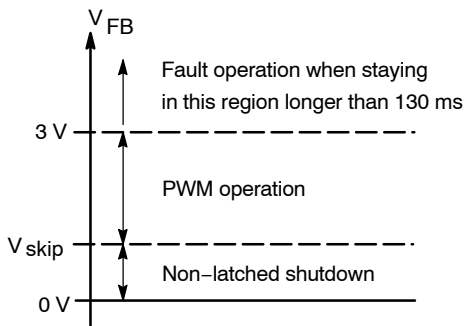 V FB
Fault operation when staying
in this region longer than 130 ms
3 V
PWM operation
V skip
Non−latched shutdown
0 V